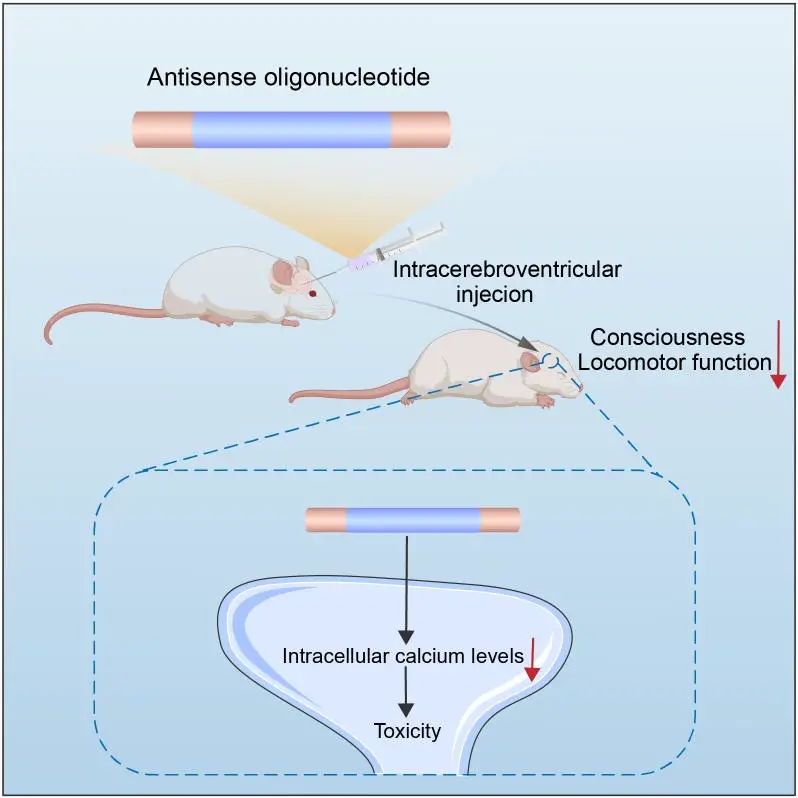 Antisense oligonucleotide
Intracerebroventricular
injecion
Consciousness
Locomotor function
Intracellular calcium levels
Toxicity